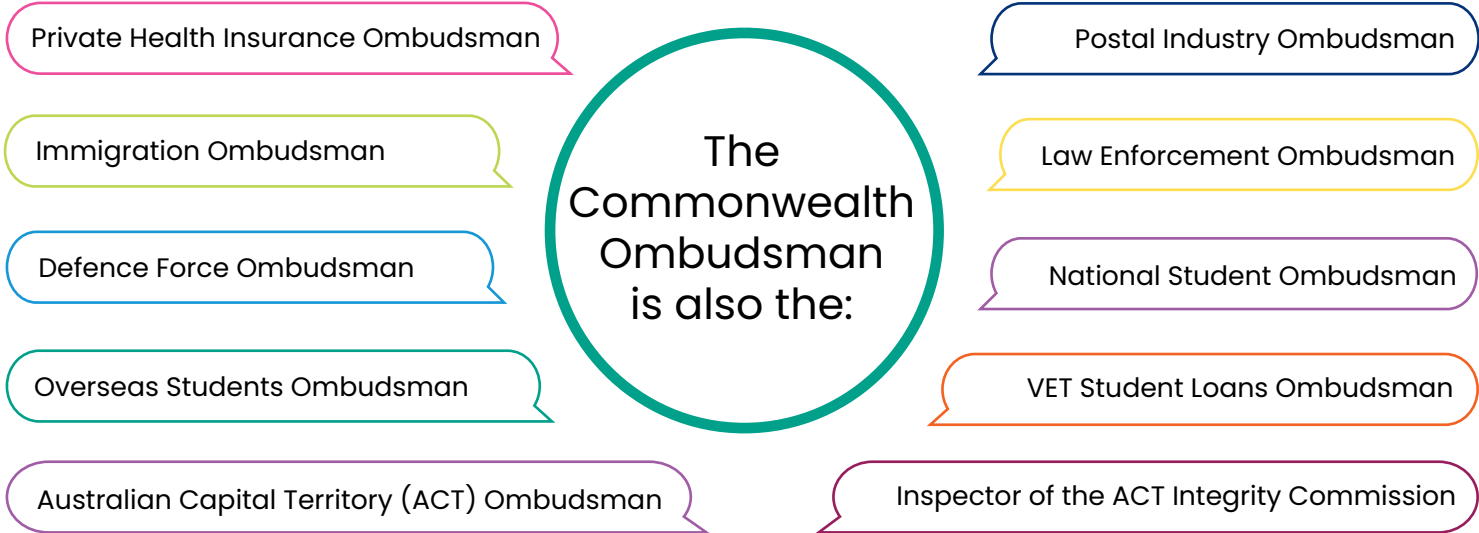 Private Health Insurance Ombudsman
Immigration Ombudsman
Defence Force Ombudsman
Overseas Students Ombudsman
Australian Capital Territory (ACT) Ombudsman
The
Commonwealth
Ombudsman
is also the:
Postal Industry Ombudsman
Law Enforcement Ombudsman
National Student Ombudsman
VET Student Loans Ombudsman
Inspector of the ACT Integrity Commission